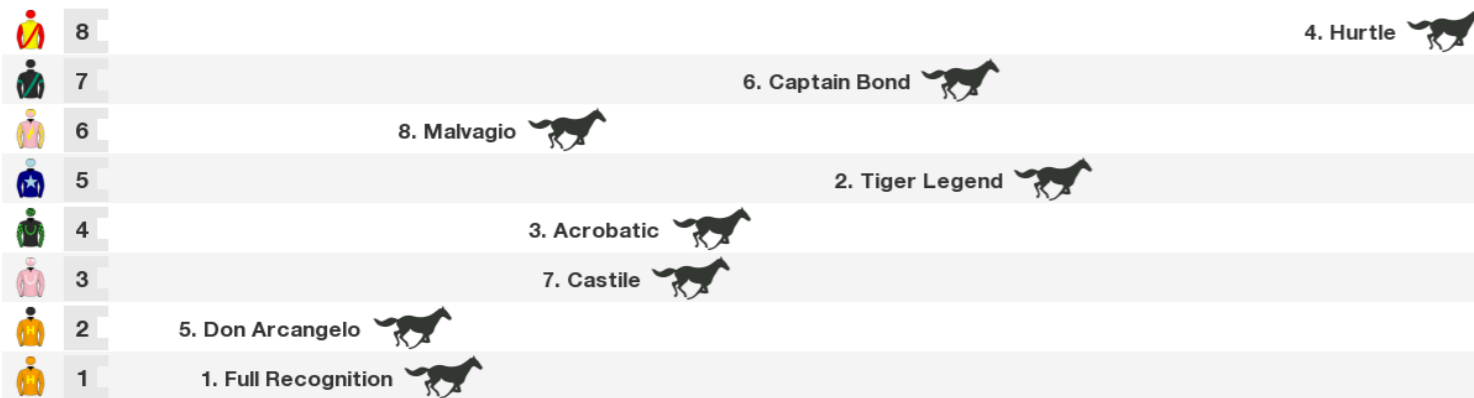 8 4. Hurtle
7 6. Captain Bond
6 8. Malvagio
5 2. Tiger Legend
4 3. Acrobatic
3 7. Castile
H 2 5. Don Arcangelo
H 1 1. Full Recognition